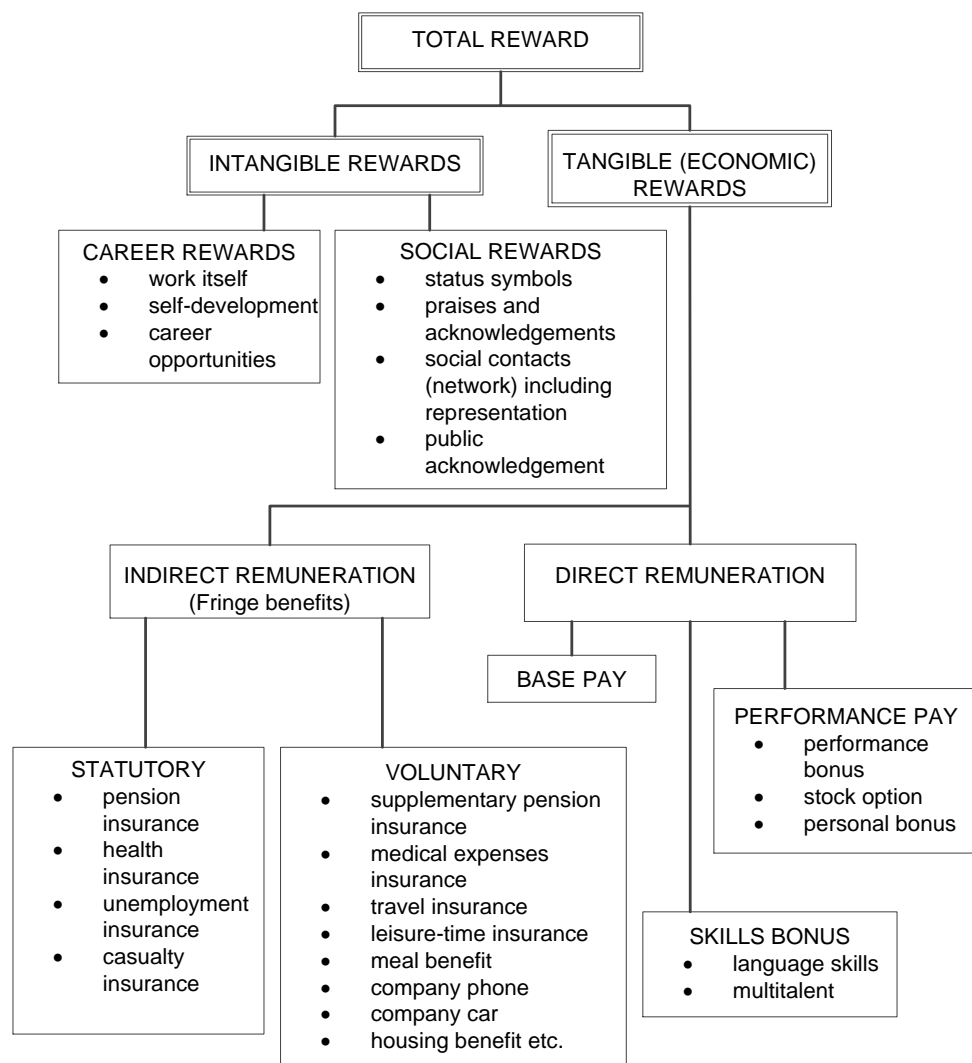 TOTAL REWARD
INTANGIBLE REWARDS
TANGIBLE (ECONOMIC)
REWARDS
CAREER REWARDS
• work itself
• self-development
• career
opportunities
SOCIAL REWARDS
• status symbols
• praises and
acknowledgements
• social contacts
(network) including
representation
• public
acknowledgement
INDIRECT REMUNERATION
(Fringe benefits)
DIRECT REMUNERATION
BASE PAY
PERFORMANCE PAY
• performance
bonus
• stock option
• personal bonus
STATUTORY
• pension
insurance
• health
insurance
• unemployment
insurance
• casualty
insurance
VOLUNTARY
• supplementary pension
insurance
• medical expenses
insurance
• travel insurance
• leisure-time insurance
• meal benefit
• company phone
• company car
• housing benefit etc.
SKILLS BONUS
• language skills
• multitalent